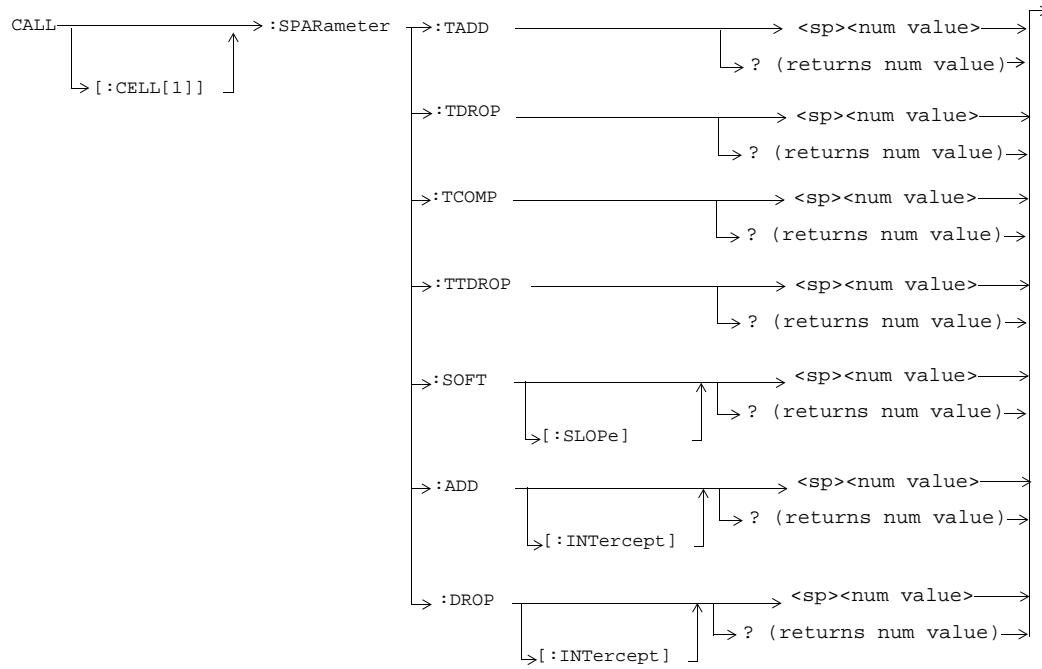 CALL :SPARameter :TADD <sp><num value>
? (returns num value)
[:CELL[1]]
:TDROP <sp><num value>
? (returns num value)
:TCOMP <sp><num value>
? (returns num value)
:TTDROP <sp><num value>
? (returns num value)
:SOFT <sp><num value>
? (returns num value)
[:SLOPe]
:ADD <sp><num value>
? (returns num value)
[:INTercept]
:DROP <sp><num value>
? (returns num value)
[:INTercept]